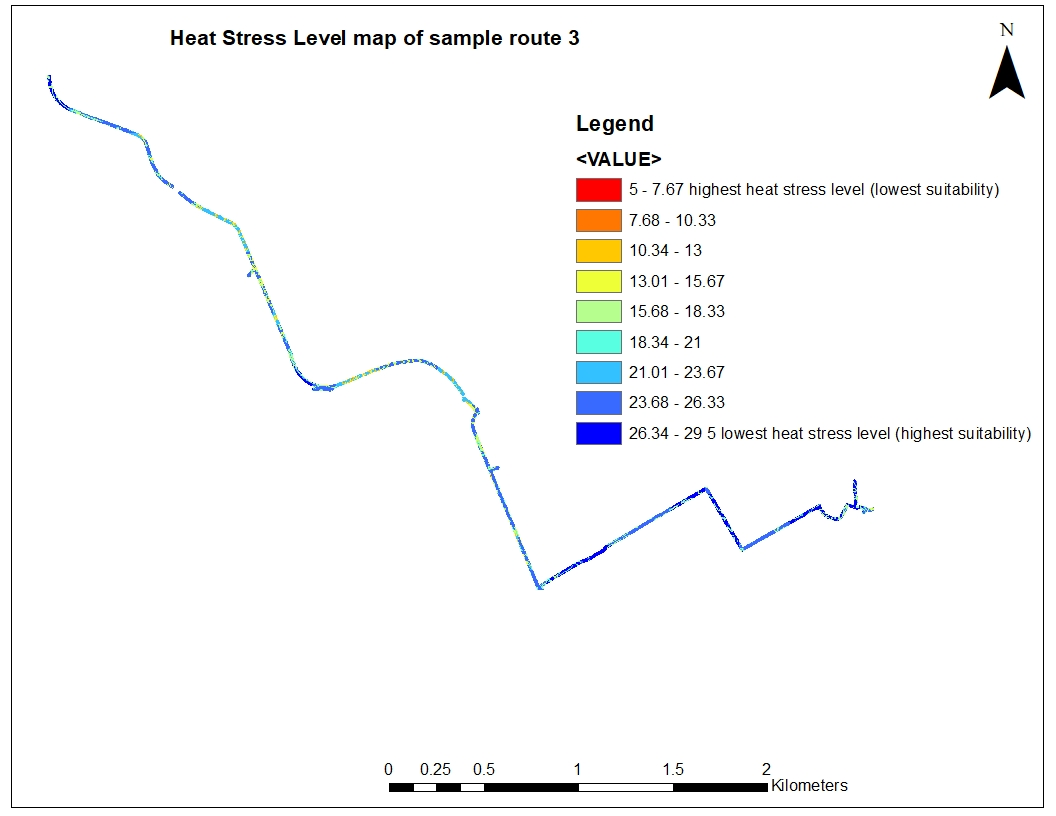 Heat Stress Level map of sample route 3
N
Legend
<VALUE>
5 - 7.67 highest heat stress level (lowest suitability)
7.68 - 10.33
10.34 - 13
13.01 - 15.67
15.68 - 18.33
18.34 - 21
21.01 - 23.67
23.68 - 26.33
26.34 - 29 5 lowest heat stress level (highest suitability)
0 0.25 0.5 1 1.5 2
Kilometers